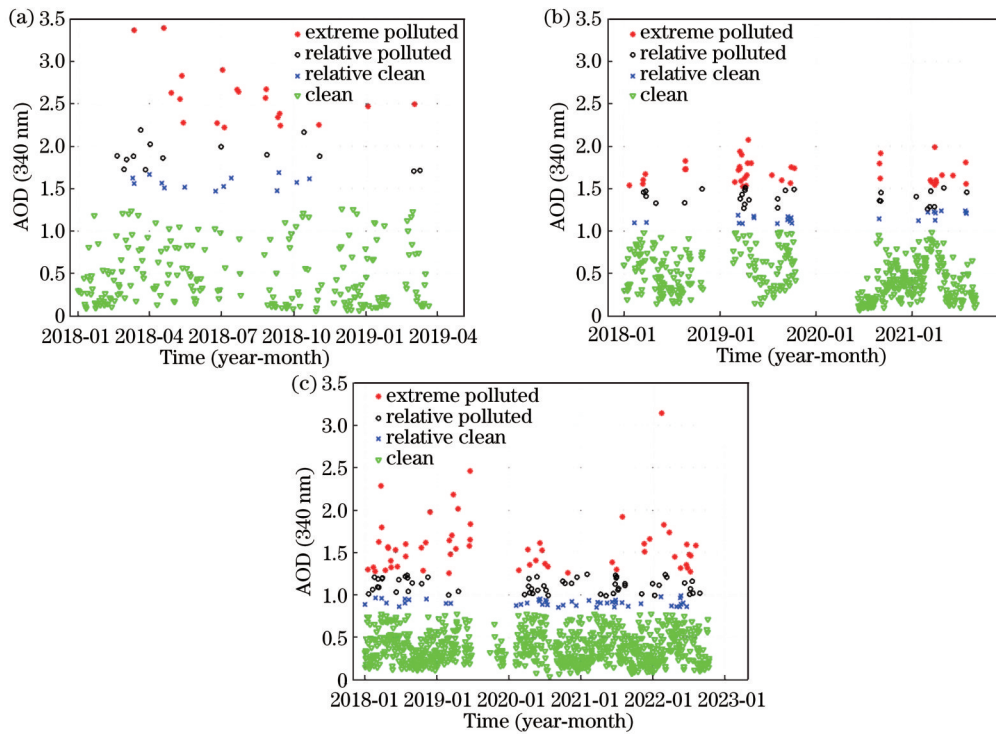 (a)
3.5
3.0
2.5
2.0
1.5
1.0
0.5
0
AOD (340 nm)
extreme polluted
relative polluted
relative clean
clean
2018-01 2018-04 2018-07 2018-10 2019-01 2019-04
Time (year-month)
(b)
3.5
3.0
2.5
2.0
1.5
1.0
0.5
0
AOD (340 nm)
extreme polluted
relative polluted
relative clean
clean
2018-01 2019-01 2020-01 2021-01
Time (year-month)
(c)
3.5
3.0
2.5
2.0
1.5
1.0
0.5
0
AOD (340 nm)
extreme polluted
relative polluted
relative clean
clean
2018-01 2019-01 2020-01 2021-01 2022-01 2023-01
Time (year-month)